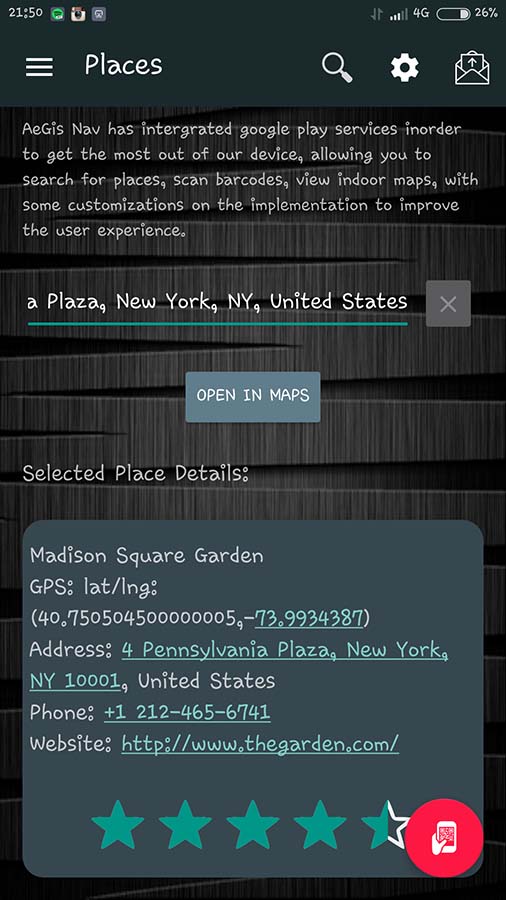 21:50
4G
26%
Places
AeGis Nav has intergrated google play services inorder
to get the most out of our device, allowing you to
search for places, scan barcodes, view indoor maps, with
some customizations on the implementation to improve
the user experience.
a Plaza, New York, NY, United States
OPEN IN MAPS
Selected Place Details:
Madison Square Garden
GPS: lat/lng:
(40.750504500000005,-73.9934387)
Address: 4 Pennsylvania Plaza, New York,
NY 10001, United States
Phone: +1 212-465-6741
Website: http://www.thegarden.com/